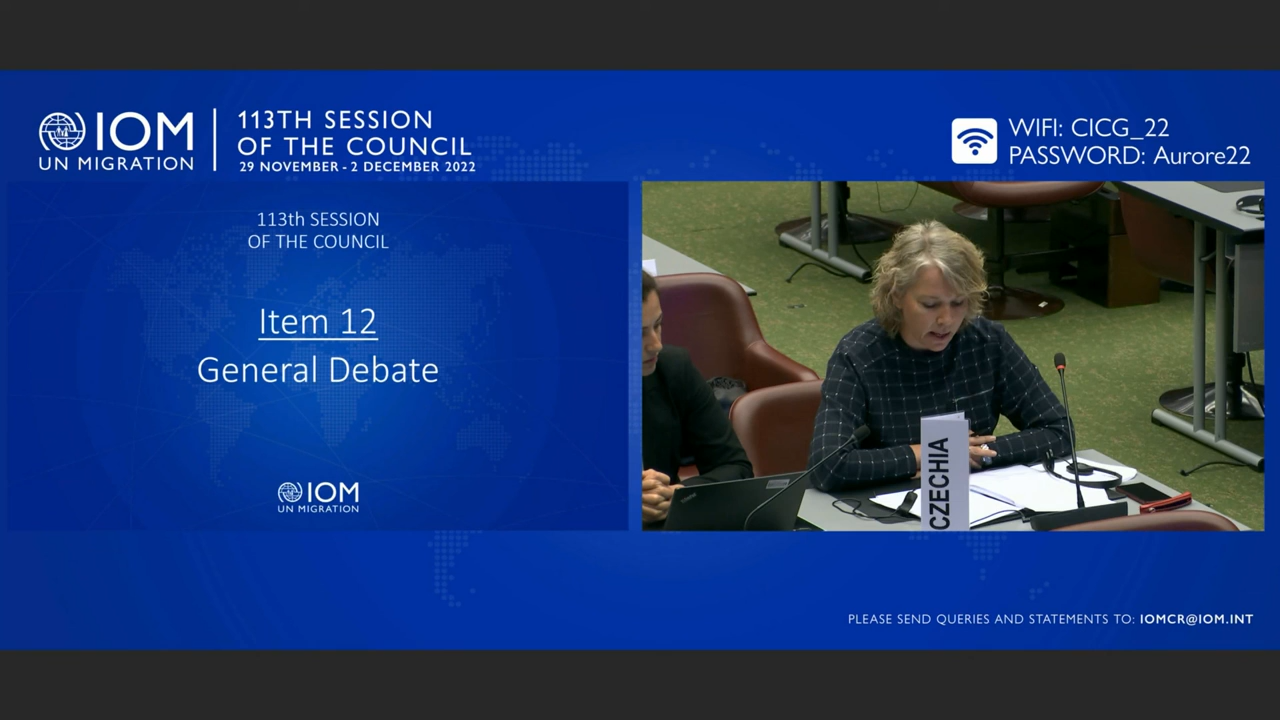 IOM
UN MIGRATION
113TH SESSION
OF THE COUNCIL
29 NOVEMBER - 2 DECEMBER 2022
WIFI: CICG_22
PASSWORD: Aurore22
113th SESSION
OF THE COUNCIL
Item 12
General Debate
IOM
UN MIGRATION
CZECHIA
PLEASE SEND QUERIES AND STATEMENTS TO: IOMCR@IOM.INT